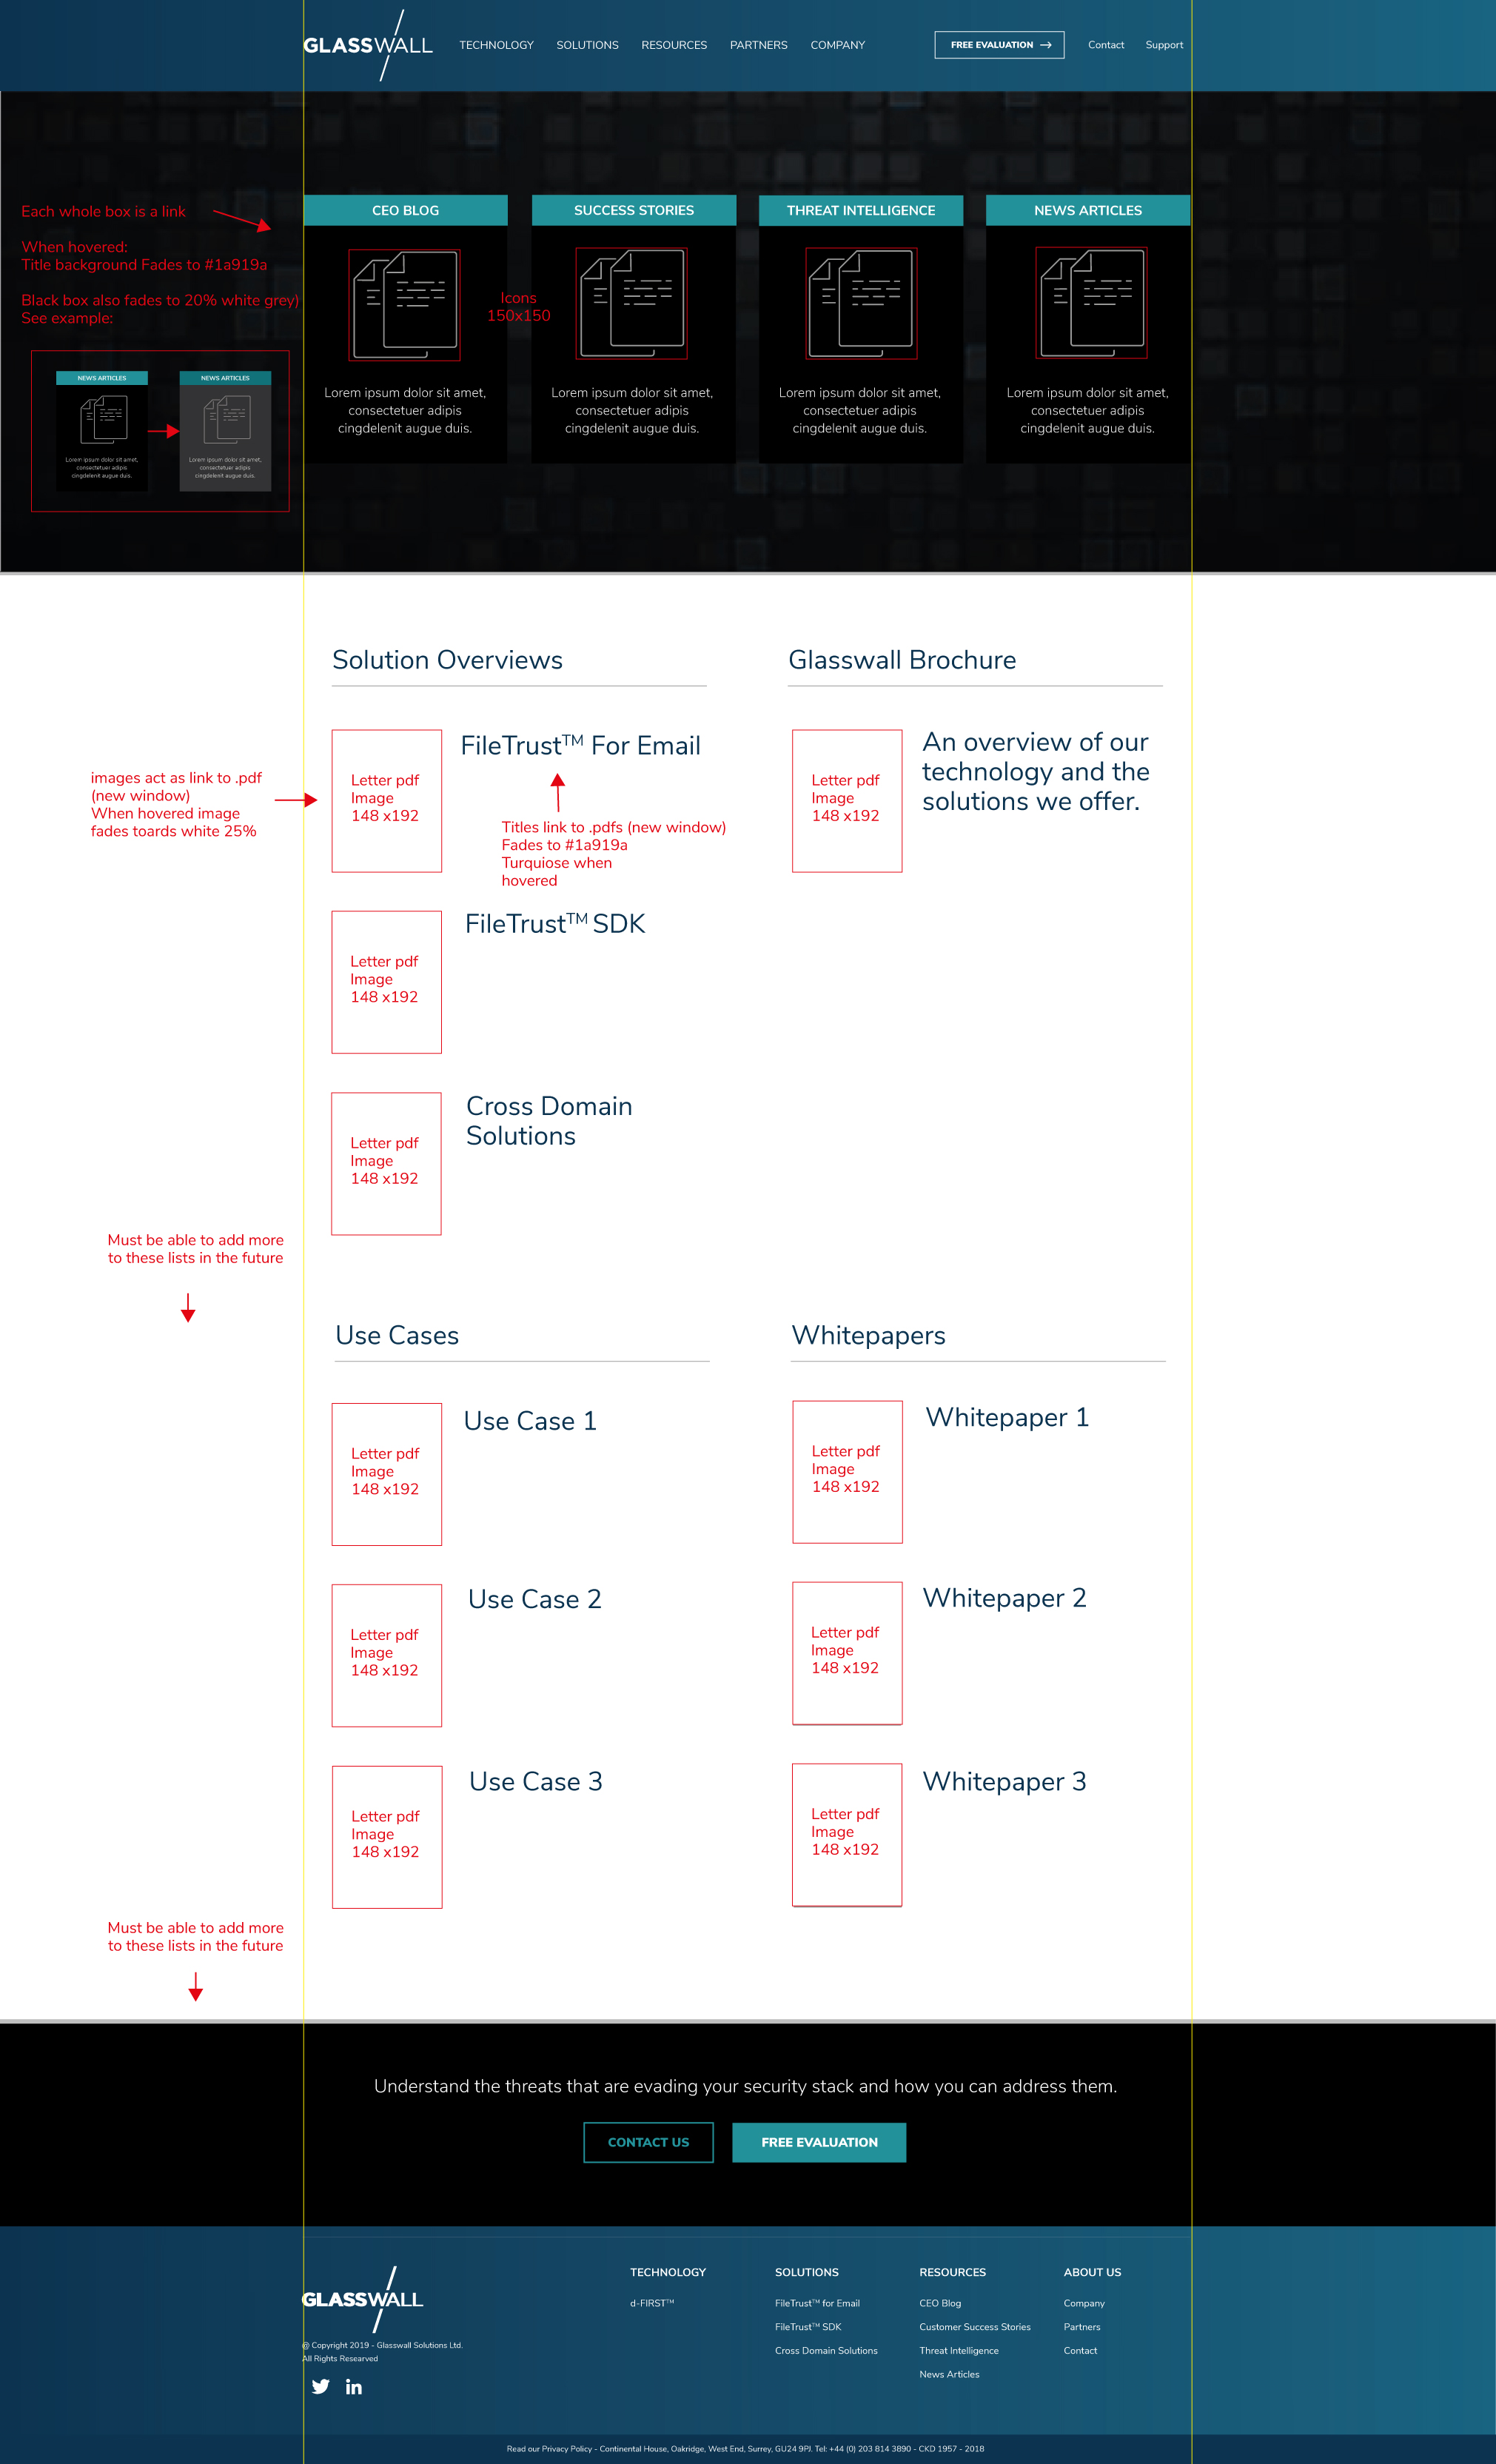 GLASSWALL
TECHNOLOGY SOLUTIONS RESOURCES PARTNERS COMPANY
FREE EVALUATION →
Contact Support
Each whole box is a link
When hovered:
Title background Fades to #1a919a
Black box also fades to 20% white grey)
See example:
NEWS ARTICLES
Lorem ipsum dolor sit amet,
consectetuer adipis
cingdelenit augue duis.
NEWS ARTICLES
Lorem ipsum dolor sit amet,
consectetuer adipis
cingdelenit augue duis.
CEO BLOG
Lorem ipsum dolor sit amet,
consectetuer adipis
cingdelenit augue duis.
Icons
150x150
SUCCESS STORIES
Lorem ipsum dolor sit amet,
consectetuer adipis
cingdelenit augue duis.
THREAT INTELLIGENCE
Lorem ipsum dolor sit amet,
consectetuer adipis
cingdelenit augue duis.
NEWS ARTICLES
Lorem ipsum dolor sit amet,
consectetuer adipis
cingdelenit augue duis.
Solution Overviews
images act as link to .pdf
(new window)
When hovered image
fades toards white 25%
Letter pdf
Image
148 x192
FileTrust™ For Email
Titles link to .pdfs (new window)
Fades to #1a919a
Turquiose when
hovered
Letter pdf
Image
148 x192
FileTrust™ SDK
Letter pdf
Image
148 x192
Cross Domain
Solutions
Glasswall Brochure
Letter pdf
Image
148 x192
An overview of our
technology and the
solutions we offer.
Must be able to add more
to these lists in the future
Use Cases
Letter pdf
Image
148 x192
Use Case 1
Letter pdf
Image
148 x192
Use Case 2
Letter pdf
Image
148 x192
Use Case 3
Whitepapers
Letter pdf
Image
148 x192
Whitepaper 1
Letter pdf
Image
148 x192
Whitepaper 2
Letter pdf
Image
148 x192
Whitepaper 3
Must be able to add more
to these lists in the future
Understand the threats that are evading your security stack and how you can address them.
CONTACT US
FREE EVALUATION
GLASSWALL
@ Copyright 2019 - Glasswall Solutions Ltd.
All Rights Researved
in
TECHNOLOGY
d-FIRST™
SOLUTIONS
FileTrust™ for Email
FileTrust™ SDK
Cross Domain Solutions
RESOURCES
CEO Blog
Customer Success Stories
Threat Intelligence
News Articles
ABOUT US
Company
Partners
Contact
Read our Privacy Policy - Continental House, Oakridge, West End, Surrey, GU24 9PJ. Tel: +44 (0) 203 814 3890 - CKD 1957 - 2018